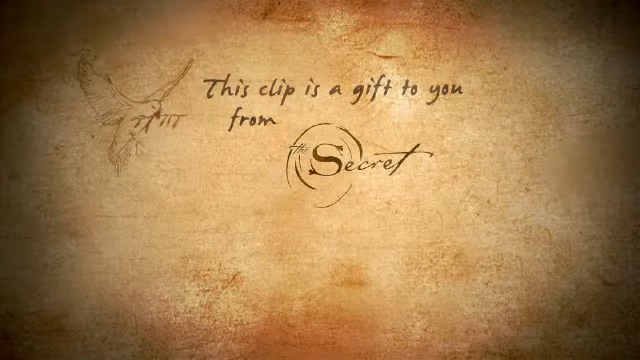 This clip is a gift to you
from
the Secret